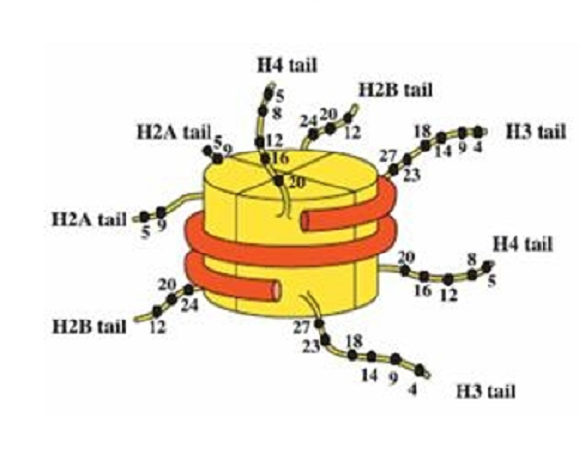 H4 tail
5
8
12
16
20
H2B tail
24 20 12
H2A tail 5 9
H3 tail
27 23 18 14 9 4
H2A tail 5 9
H4 tail
20 16 12 8 5
H2B tail
12 20 24
27
23
18 14 9 4
H3 tail